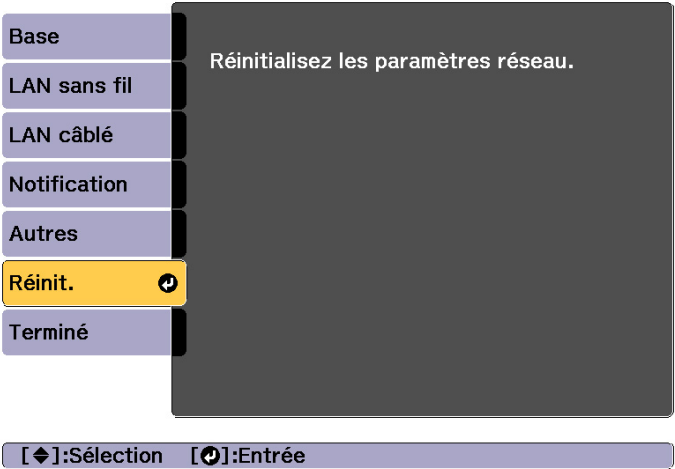 Base
LAN sans fil
LAN câblé
Notification
Autres
Réinit.
Terminé
Réinitialisez les paramètres réseau.
[◆]:Sélection [↵]:Entrée